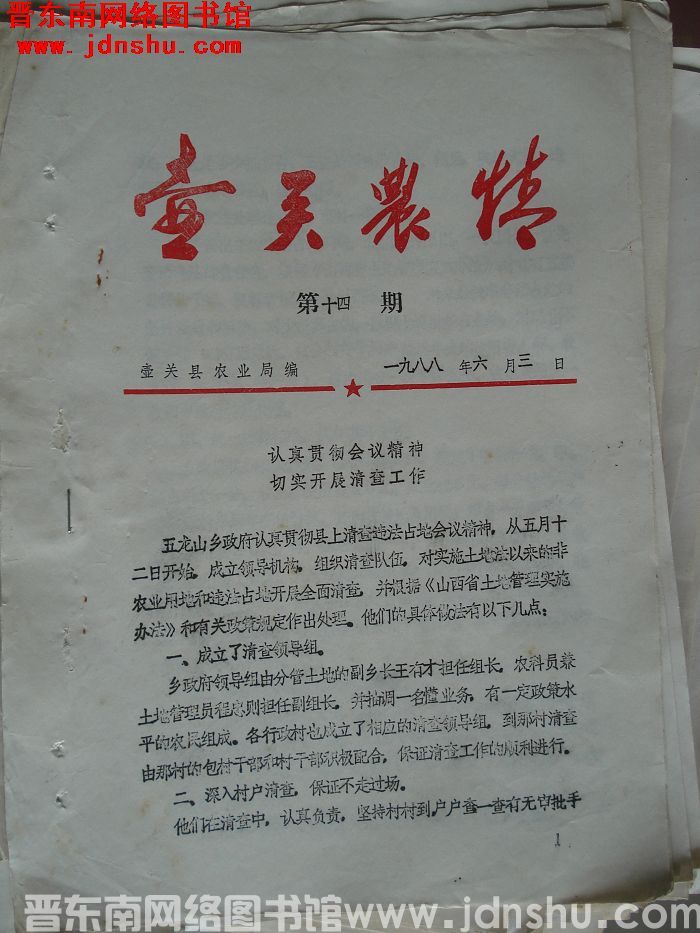 晋东南网络图书馆
www.jdnshu.com
壶关農情
第十四 期
壶关县农业局编 一九八八 年六 月三 日
认真贯彻会议精神
切实开展清查工作
五龙山乡政府认真贯彻县上清查违法占地会议精神，从五月十
二日开始，成立领导机构，组织清查队伍，对实施土地法以来的非
农业用地和违法占地开展全面清查，并根据《山西省土地管理实施
办法》和有关政策规定作出处理。他们的具体做法有以下几点：
一、成立了清查领导组。
乡政府领导组由分管土地的副乡长王有才担任组长，农科员兼
土地管理员程忠则担任副组长，并抽调一名懂业务，有一定政策水
平的农民组成。各行政村也成立了相应的清查领导组，到那村清查
由那村的包村干部和村干部积极配合，保证清查工作的顺利进行。
二、深入村户清查，保证不走过场。
他们在清查中，认真负责，坚持村村到户户查一查有无审批手
1
晋东南网络图书馆 www.jdnshu.com